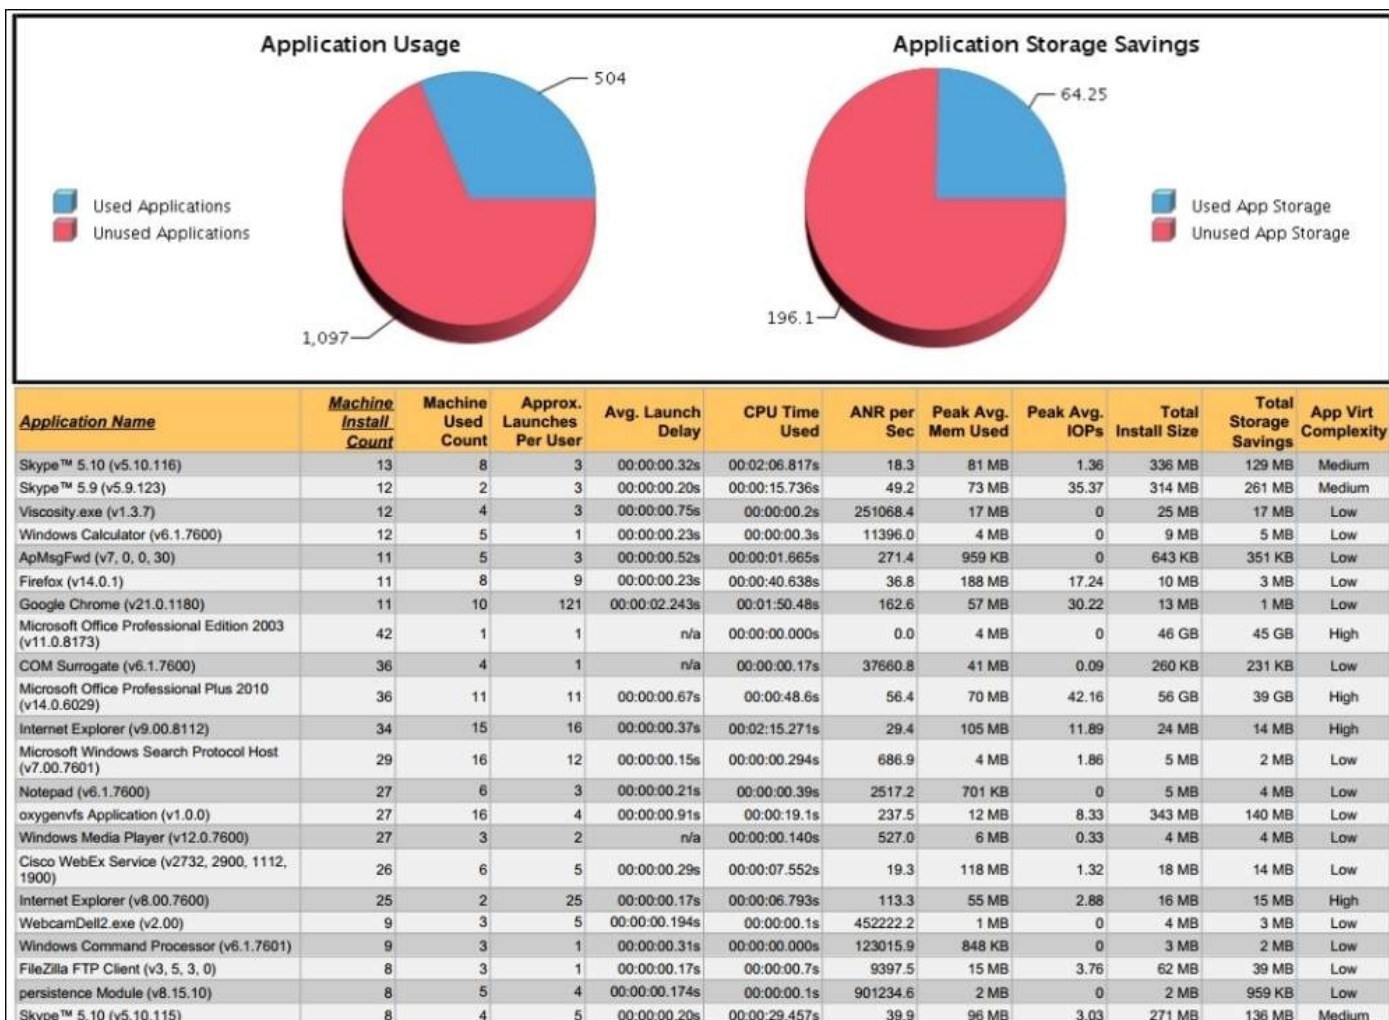 Application Usage
504
Used Applications
Unused Applications
1,097
Application Storage Savings
64.25
Used App Storage
Unused App Storage
196.1
Application Name Machine Install Count Machine Used Count Approx. Launches Per User Avg. Launch Delay CPU Time Used ANR per Sec Peak Avg. Mem Used Peak Avg. IOPs Total Install Size Total Storage Savings App Virt Complexity
Skype™ 5.10 (v5.10.116) 13 8 3 00:00:00.32s 00:02:06.817s 18.3 81 MB 1.36 336 MB 129 MB Medium
Skype™ 5.9 (v5.9.123) 12 2 3 00:00:00.20s 00:00:15.736s 49.2 73 MB 35.37 314 MB 261 MB Medium
Viscosity.exe (v1.3.7) 12 4 3 00:00:00.75s 00:00:00.2s 251068.4 17 MB 0 25 MB 17 MB Low
Windows Calculator (v6.1.7600) 12 5 1 00:00:00.23s 00:00:00.3s 11396.0 4 MB 0 9 MB 5 MB Low
ApMsgFwd (v7, 0, 0, 30) 11 5 3 00:00:00.52s 00:00:01.665s 271.4 959 KB 0 643 KB 351 KB Low
Firefox (v14.0.1) 11 8 9 00:00:00.23s 00:00:40.638s 36.8 188 MB 17.24 10 MB 3 MB Low
Google Chrome (v21.0.1180) 11 10 121 00:00:02.243s 00:01:50.48s 162.6 57 MB 30.22 13 MB 1 MB Low
Microsoft Office Professional Edition 2003
(v11.0.8173) 42 1 1 n/a 00:00:00.000s 0.0 4 MB 0 46 GB 45 GB High
COM Surrogate (v6.1.7600) 36 4 1 n/a 00:00:00.17s 37660.8 41 MB 0.09 260 KB 231 KB Low
Microsoft Office Professional Plus 2010
(v14.0.6029) 36 11 11 00:00:00.67s 00:00:48.6s 56.4 70 MB 42.16 56 GB 39 GB High
Internet Explorer (v9.00.8112) 34 15 16 00:00:00.37s 00:02:15.271s 29.4 105 MB 11.89 24 MB 14 MB High
Microsoft Windows Search Protocol Host
(v7.00.7601) 29 16 12 00:00:00.15s 00:00:00.294s 686.9 4 MB 1.86 5 MB 2 MB Low
Notepad (v6.1.7600) 27 6 3 00:00:00.21s 00:00:00.39s 2517.2 701 KB 0 5 MB 4 MB Low
oxygenvfs Application (v1.0.0) 27 16 4 00:00:00.91s 00:00:19.1s 237.5 12 MB 8.33 343 MB 140 MB Low
Windows Media Player (v12.0.7600) 27 3 2 n/a 00:00:00.140s 527.0 6 MB 0.33 4 MB 4 MB Low
Cisco WebEx Service (v2732, 2900, 1112,
1900) 26 6 5 00:00:00.29s 00:00:07.552s 19.3 118 MB 1.32 18 MB 14 MB Low
Internet Explorer (v8.00.7600) 25 2 25 00:00:00.17s 00:00:06.793s 113.3 55 MB 2.88 16 MB 15 MB High
WebcamDell2.exe (v2.00) 9 3 5 00:00:00.194s 00:00:00.1s 452222.2 1 MB 0 4 MB 3 MB Low
Windows Command Processor (v6.1.7601) 9 3 1 00:00:00.31s 00:00:00.000s 123015.9 848 KB 0 3 MB 2 MB Low
FileZilla FTP Client (v3, 5, 3, 0) 8 3 1 00:00:00.17s 00:00:00.7s 9397.5 15 MB 3.76 62 MB 39 MB Low
persistence Module (v8.15.10) 8 5 4 00:00:00.174s 00:00:00.1s 901234.6 2 MB 0 2 MB 959 KB Low
Skype™ 5.10 (v5.10.115) 8 4 5 00:00:00.20s 00:00:29.457s 39.9 96 MB 3.03 271 MB 136 MB Medium